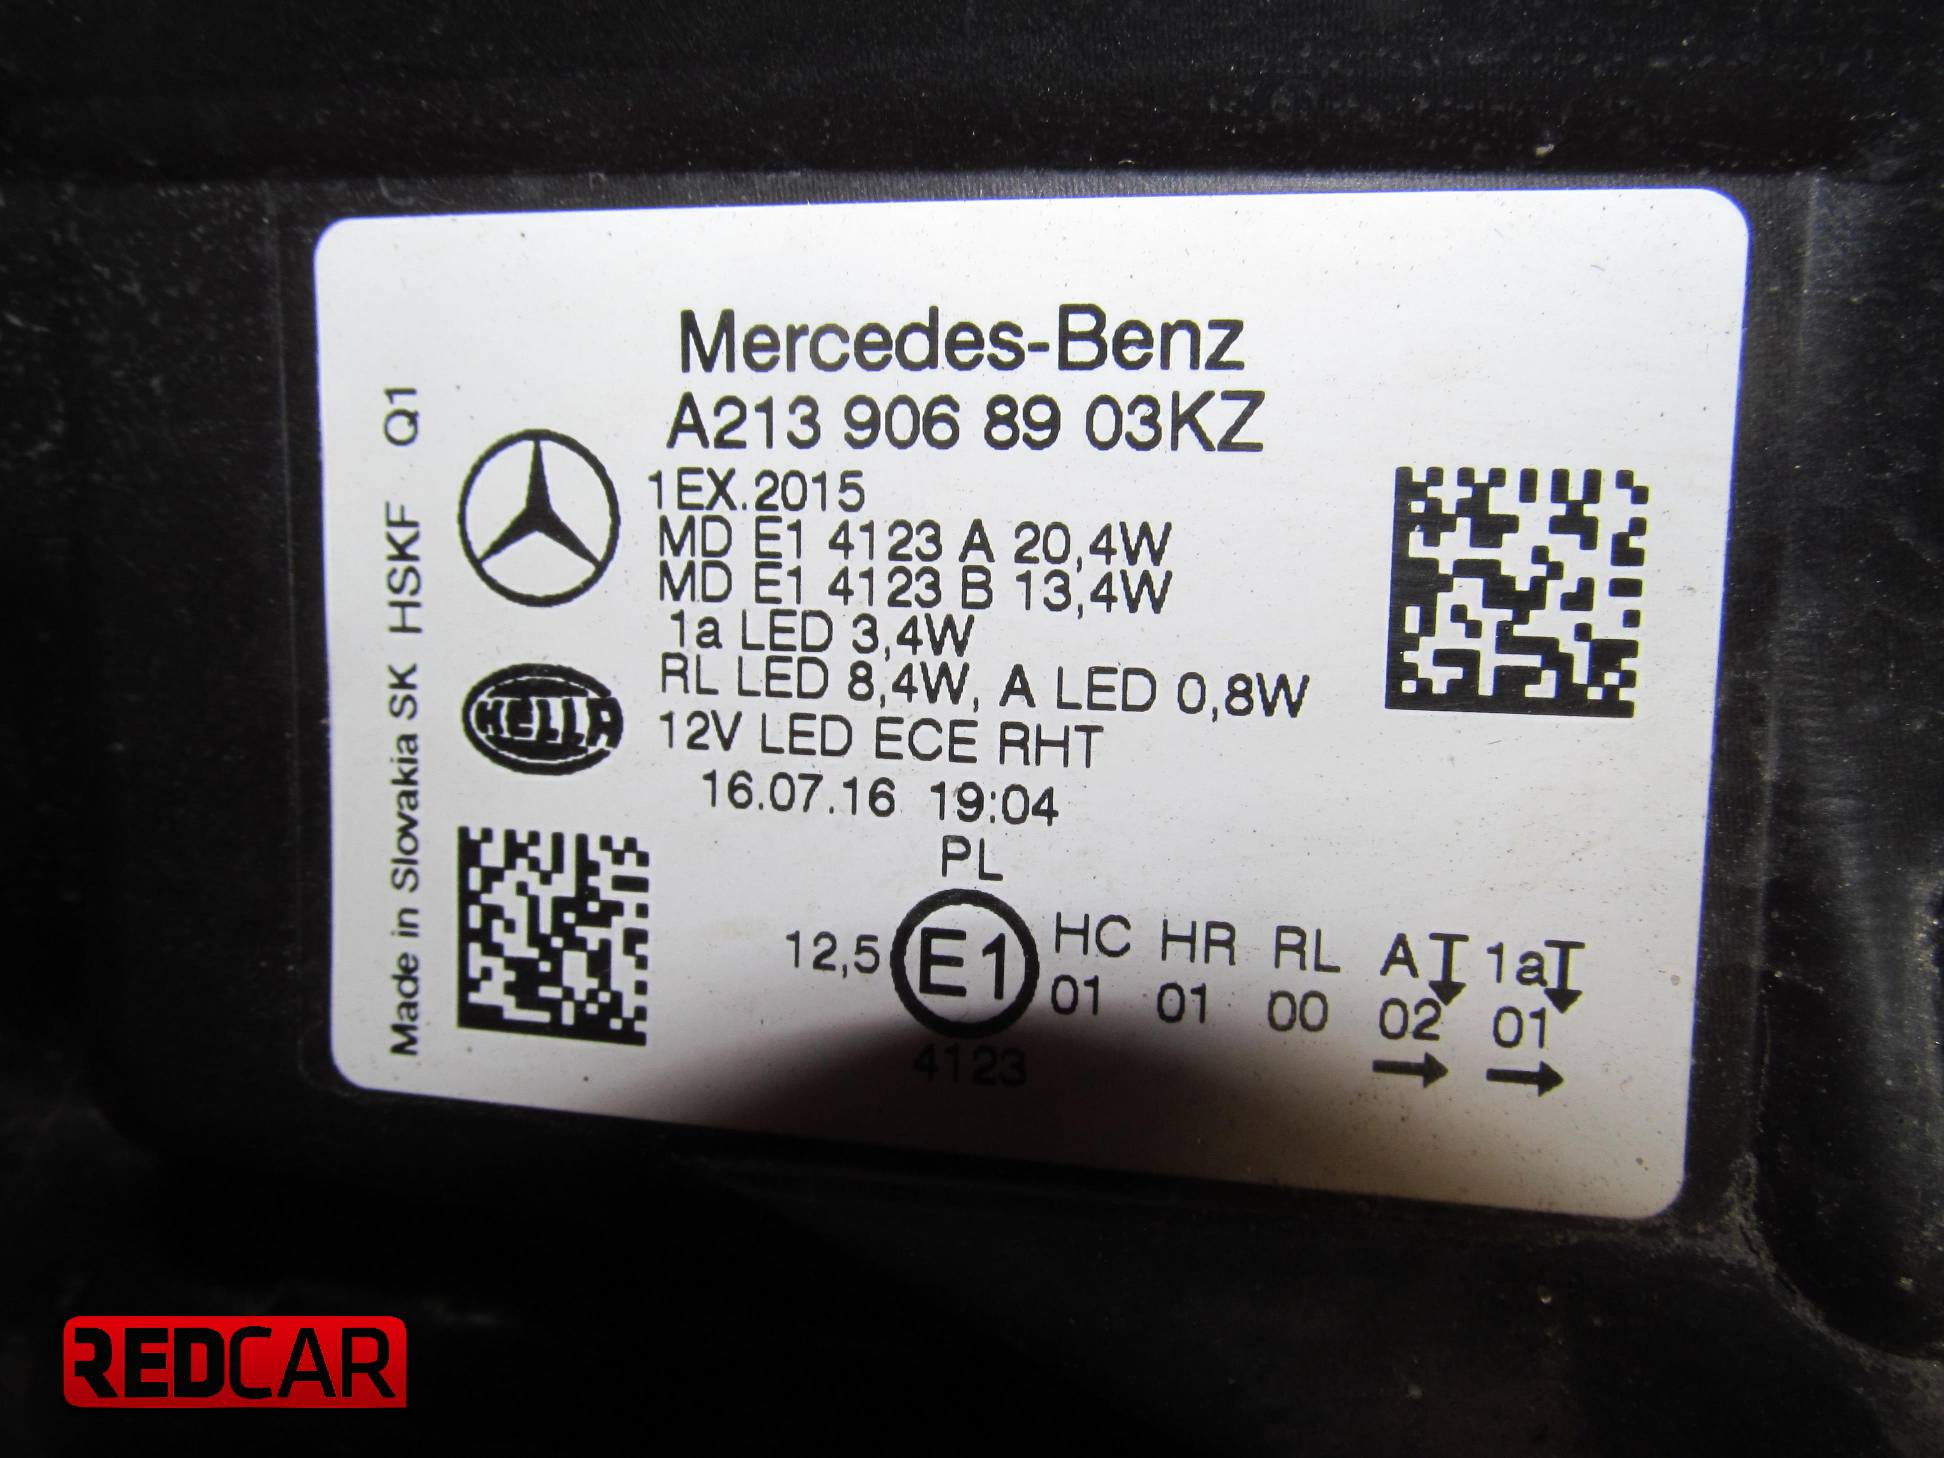 Mercedes-Benz
A213 906 89 03KZ
1EX.2015
MD E1 4123 A 20,4W
MD E1 4123 B 13,4W
1a LED 3,4W
RL LED 8,4W, A LED 0,8W
12V LED ECE RHT
16.07.16 19:04
PL
12,5 E1 HC HR RL A 1a
01 01 00 02 01
4123
Made in Slovakia SK HSKF Q1
HELLA
REDCAR